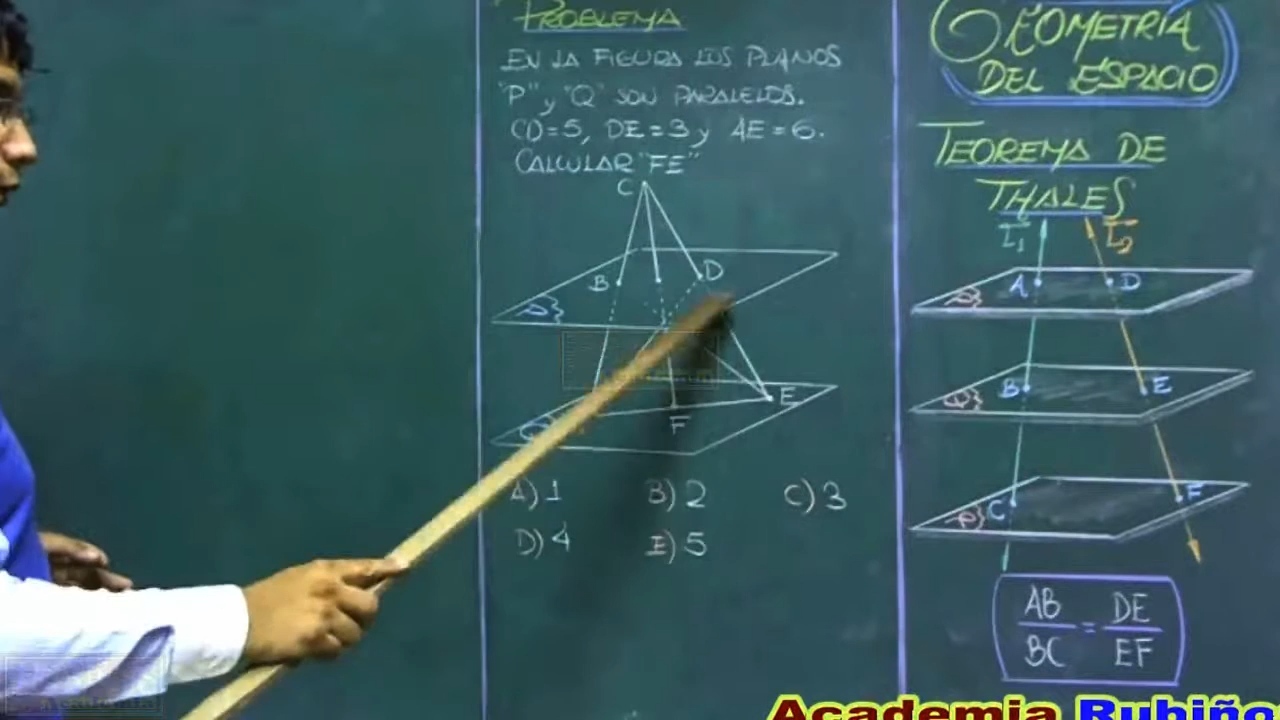 PROBLEMA
EN LA FIGURA LOS PLANOS
"P" y "Q" SON PARALELOS.
CD=5, DE=3 y AE=6.
CALCULAR "FE"
C
B
D
P
E
F
A) 1
B) 2
C) 3
D) 4
E) 5
GEOMETRÍA
DEL ESPACIO
TEOREMA DE
THALES
L1
L2
A
D
P
B
E
Q
C
F
AB/BC = DE/EF
Academia Rubiño